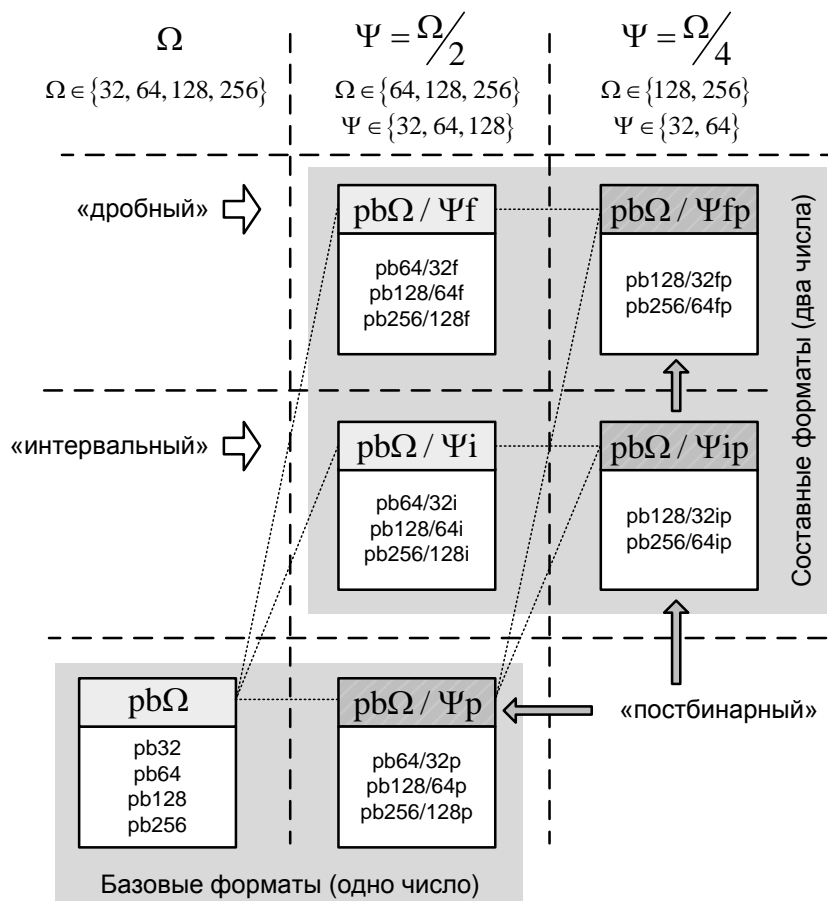 Ω
Ω ∈ {32, 64, 128, 256}
Ψ = Ω/2
Ω ∈ {64, 128, 256}
Ψ ∈ {32, 64, 128}
Ψ = Ω/4
Ω ∈ {128, 256}
Ψ ∈ {32, 64}
«дробный»
pbΩ / Ψf
pb64/32f
pb128/64f
pb256/128f
pbΩ / Ψfp
pb128/32fp
pb256/64fp
«интервальный»
pbΩ / Ψi
pb64/32i
pb128/64i
pb256/128i
pbΩ / Ψip
pb128/32ip
pb256/64ip
Составные форматы (два числа)
pbΩ
pb32
pb64
pb128
pb256
pbΩ / Ψp
pb64/32p
pb128/64p
pb256/128p
«постбинарный»
Базовые форматы (одно число)